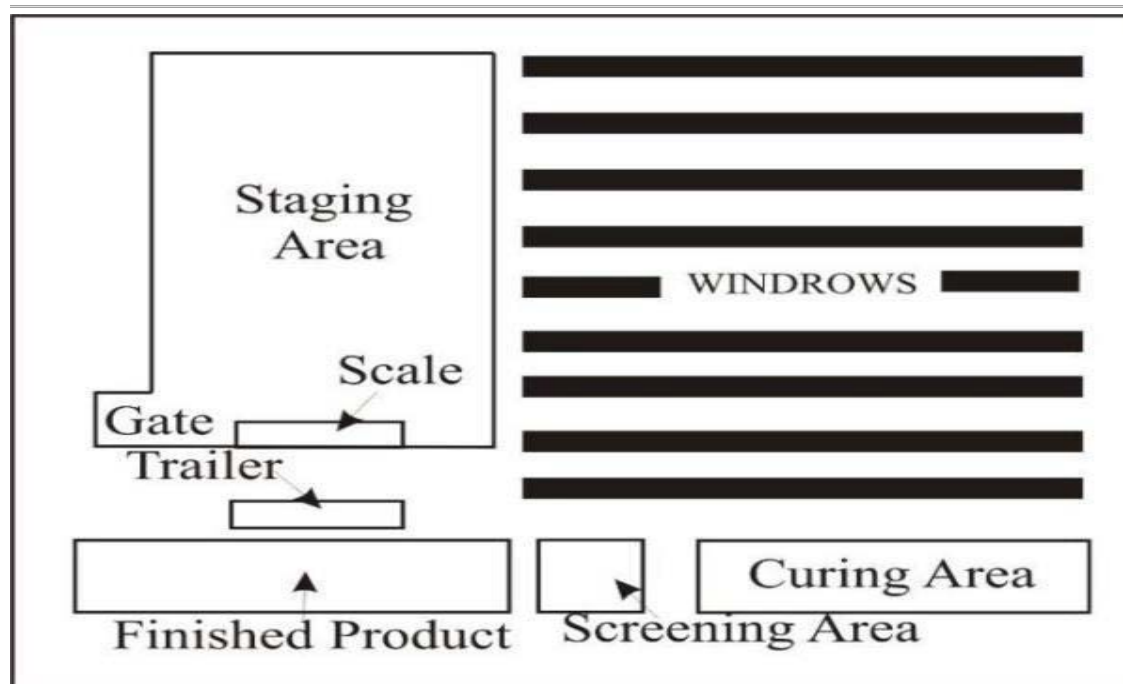 Staging
Area
WINDROWS
Scale
Gate
Trailer
Curing Area
Finished Product
Screening Area